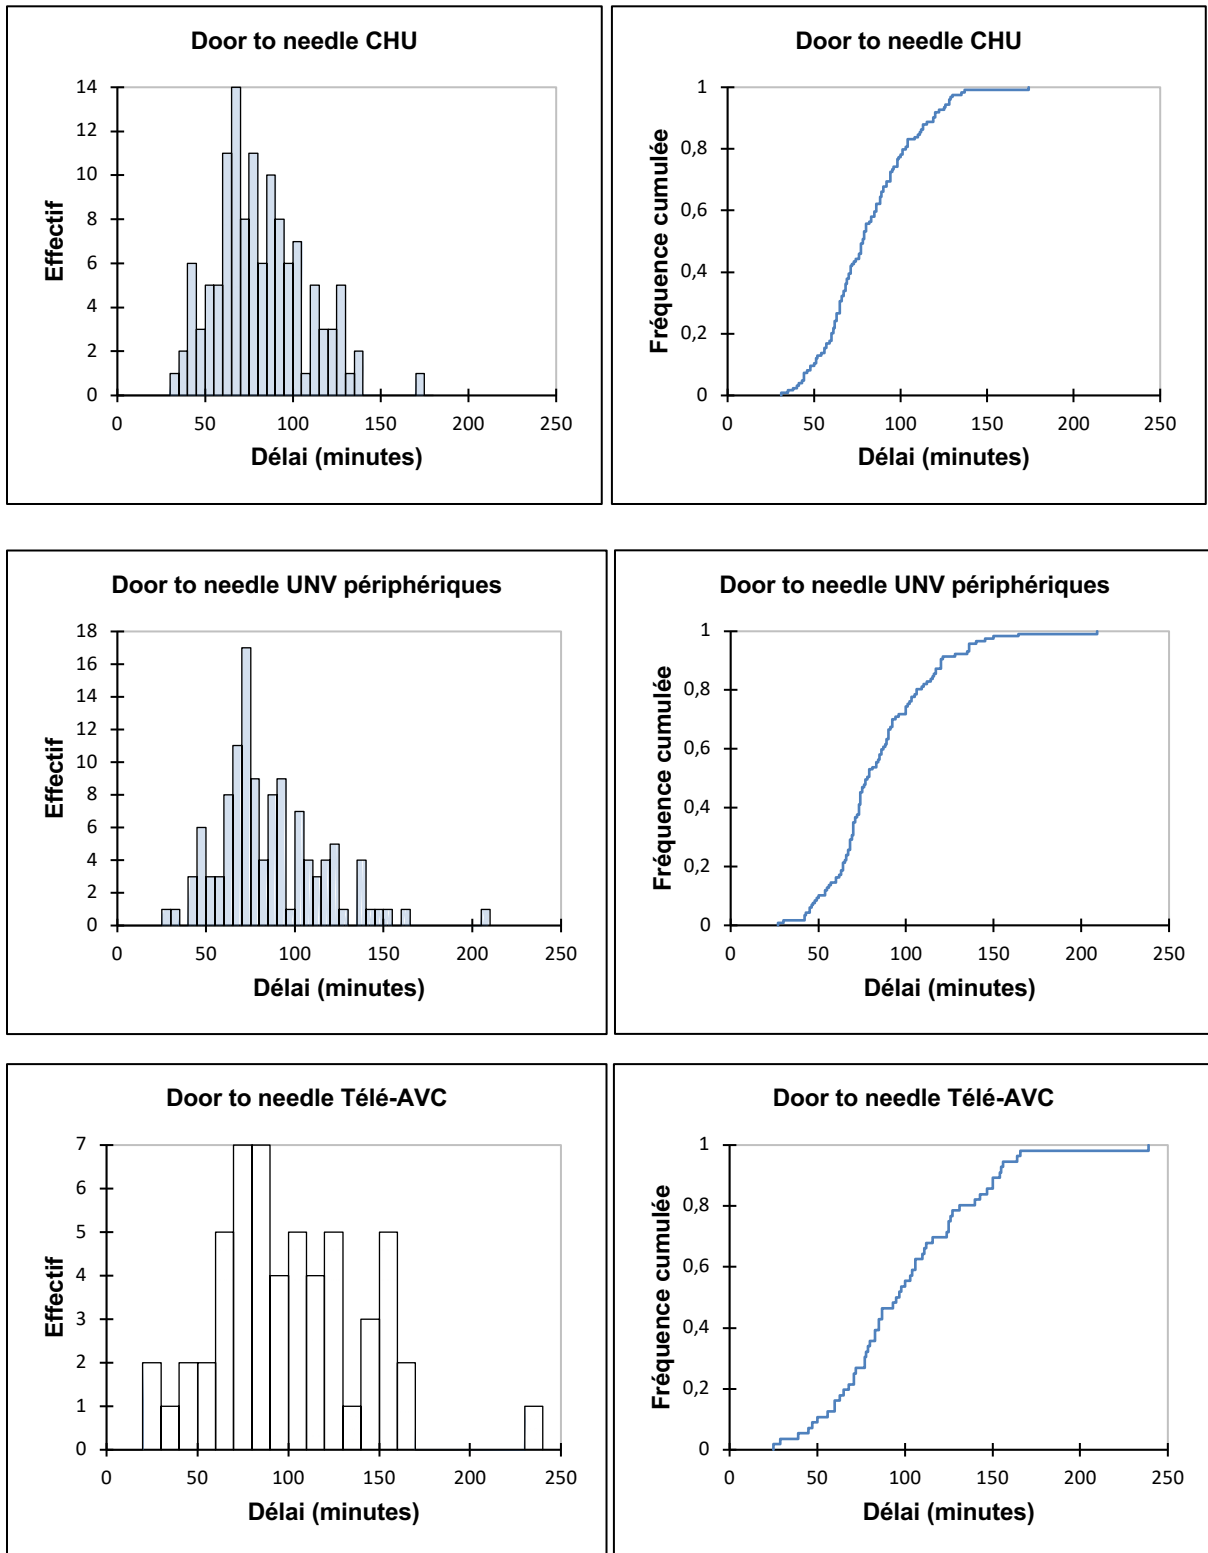 Door to needle CHU
14
12
10
8
6
4
2
0
Effectif
0 50 100 150 200 250
Délai (minutes)
Door to needle CHU
1
0,8
0,6
0,4
0,2
0
Fréquence cumulée
0 50 100 150 200 250
Délai (minutes)
Door to needle UNV périphériques
18
16
14
12
10
8
6
4
2
0
Effectif
0 50 100 150 200 250
Délai (minutes)
Door to needle UNV périphériques
1
0,8
0,6
0,4
0,2
0
Fréquence cumulée
0 50 100 150 200 250
Délai (minutes)
Door to needle Télé-AVC
7
6
5
4
3
2
1
0
Effectif
0 50 100 150 200 250
Délai (minutes)
Door to needle Télé-AVC
1
0,8
0,6
0,4
0,2
0
Fréquence cumulée
0 50 100 150 200 250
Délai (minutes)